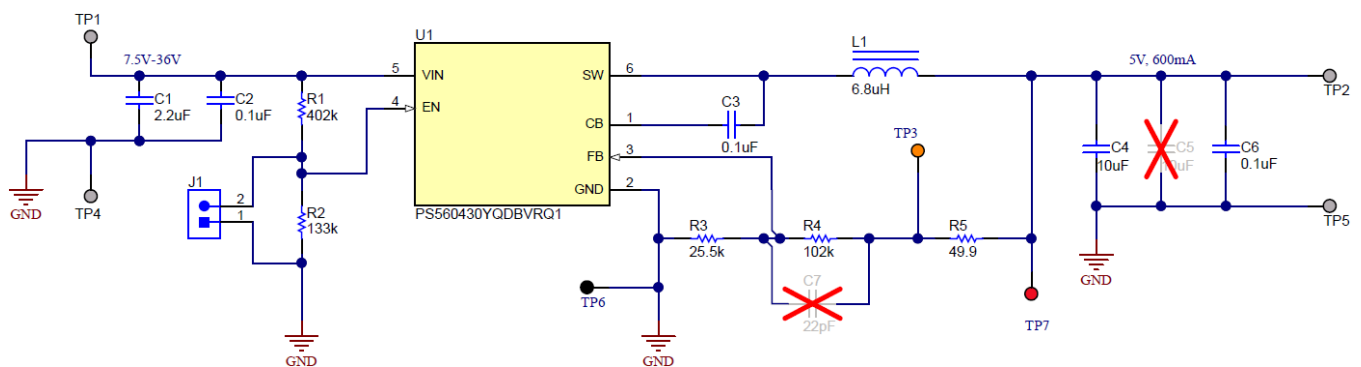 TP1
7.5V-36V
C1
2.2uF
C2
0.1uF
R1
402k
GND
TP4
J1
2
1
R2
133k
GND
U1
5
VIN
4
EN
SW
6
CB
1
FB
3
GND
2
PS560430YQDBVRQ1
C3
0.1uF
L1
6.8uH
TP3
R3
25.5k
R4
102k
R5
49.9
C7
22pF
TP6
GND
TP7
5V, 600mA
TP2
C4
10uF
C5
10uF
C6
0.1uF
TP5
GND